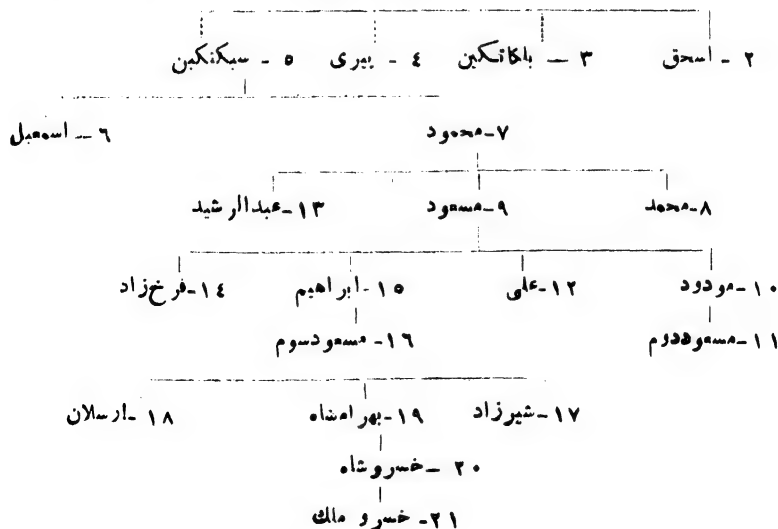 ۲ - اسحق ۳ - بلکاتکین ۴ - پیری ۵ - سبکتکین
۷-محمود ۶ - اسمعیل
۸-محمد ۹-مسعود ۱۳-عبدالرشید
۱۰-مودود ۱۲-علی ۱۵-ابراهیم ۱۴-فرخ‌زاد
۱۱-مسعوددوم ۱۶-مسعودسوم
۱۷-شیرزاد ۱۹-بهرامشاه ۱۸-ارسلان
۲۰ -خسروشاه
۲۱- خسرو ملك